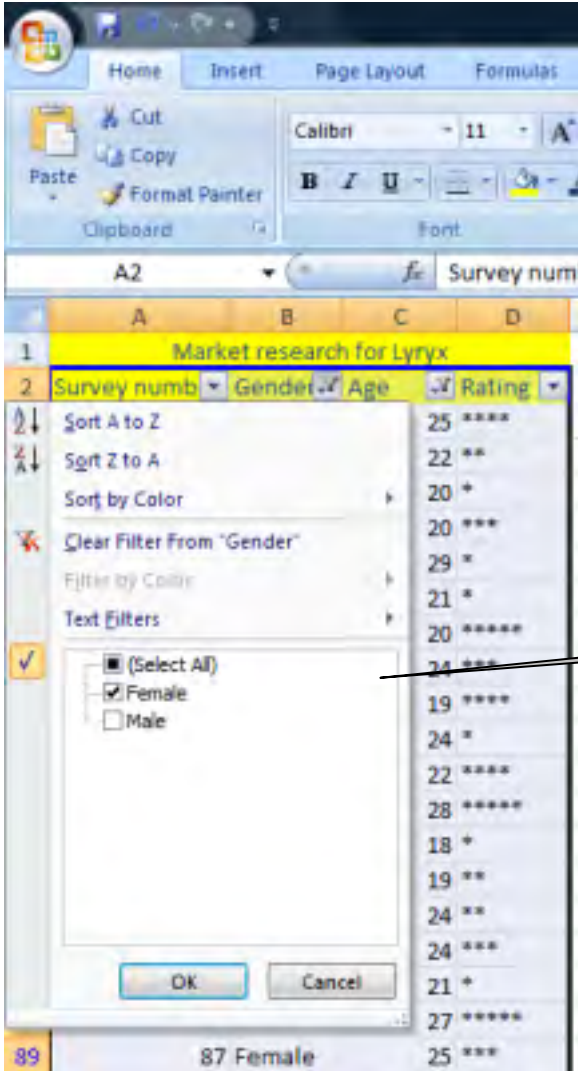 Home Insert Page Layout Formulas
Cut
Copy
Paste
Format Painter
Clipboard
Calibri 11 A
B I U
Font
A2 fx Survey num
A B C D
1 Market research for Lyryx
2 Survey numb Gender Age Rating
Sort A to Z 25 ****
Sort Z to A 22 **
Sort by Color 20 *
Clear Filter From "Gender" 20 ***
Filter by Color 29 *
21 *
Text Filters 20 *****
(Select All) 24 ***
Female 19 ****
Male 24 *
22 ****
28 *****
18 *
19 **
24 **
24 ***
OK Cancel 21 *
27 *****
89 87 Female 25 ***